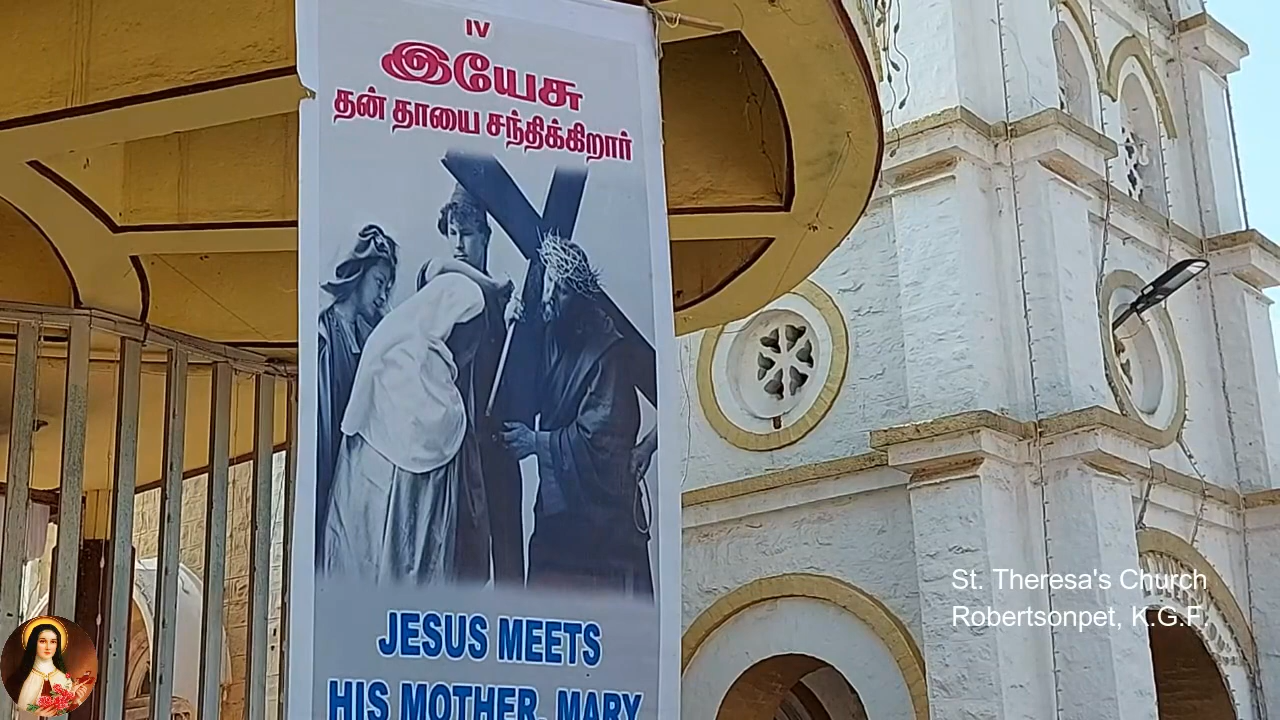 IV
இயேசு
தன் தாயை சந்திக்கிறார்
JESUS MEETS
HIS MOTHER, MARY
St. Theresa's Church
Robertsonpet, K.G.F.